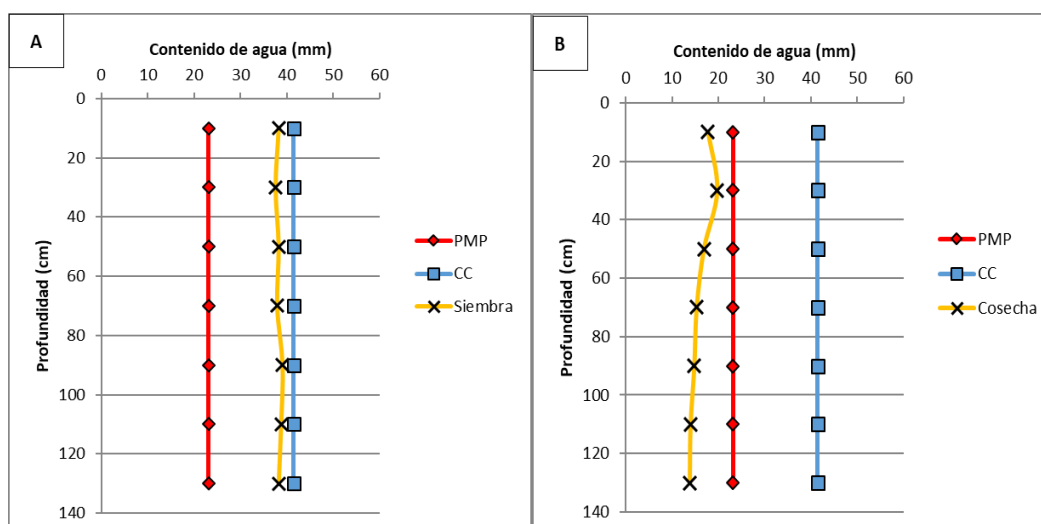 A
Contenido de agua (mm)
0 10 20 30 40 50 60
Profundidad (cm)
0
20
40
60
80
100
120
140
PMP
CC
Siembra
B
Contenido de agua (mm)
0 10 20 30 40 50 60
Profundidad (cm)
0
20
40
60
80
100
120
140
PMP
CC
Cosecha